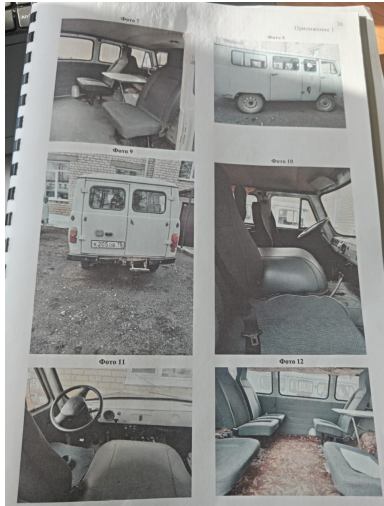 Приложение 1
Фото 7
Фото 8
Фото 9
Фото 10
Фото 11
Фото 12